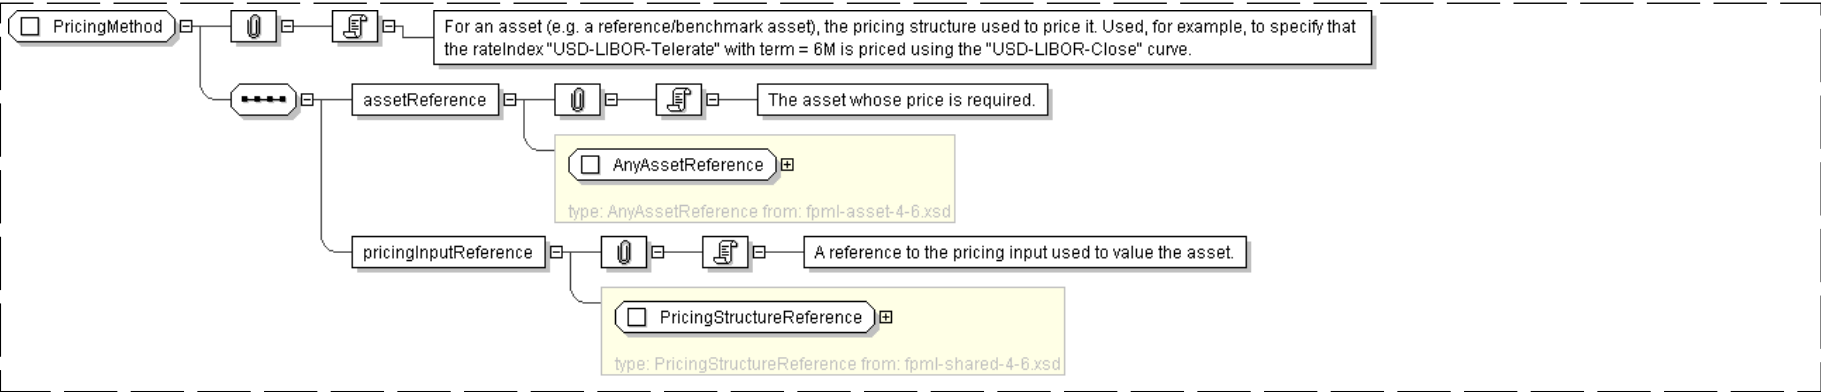 PricingMethod
For an asset (e.g. a reference/benchmark asset), the pricing structure used to price it. Used, for example, to specify that
the rateIndex "USD-LIBOR-Telerate" with term = 6M is priced using the "USD-LIBOR-Close" curve.
assetReference
The asset whose price is required.
AnyAssetReference
type: AnyAssetReference from: fpml-asset-4-6.xsd
pricingInputReference
A reference to the pricing input used to value the asset.
PricingStructureReference
type: PricingStructureReference from: fpml-shared-4-6.xsd